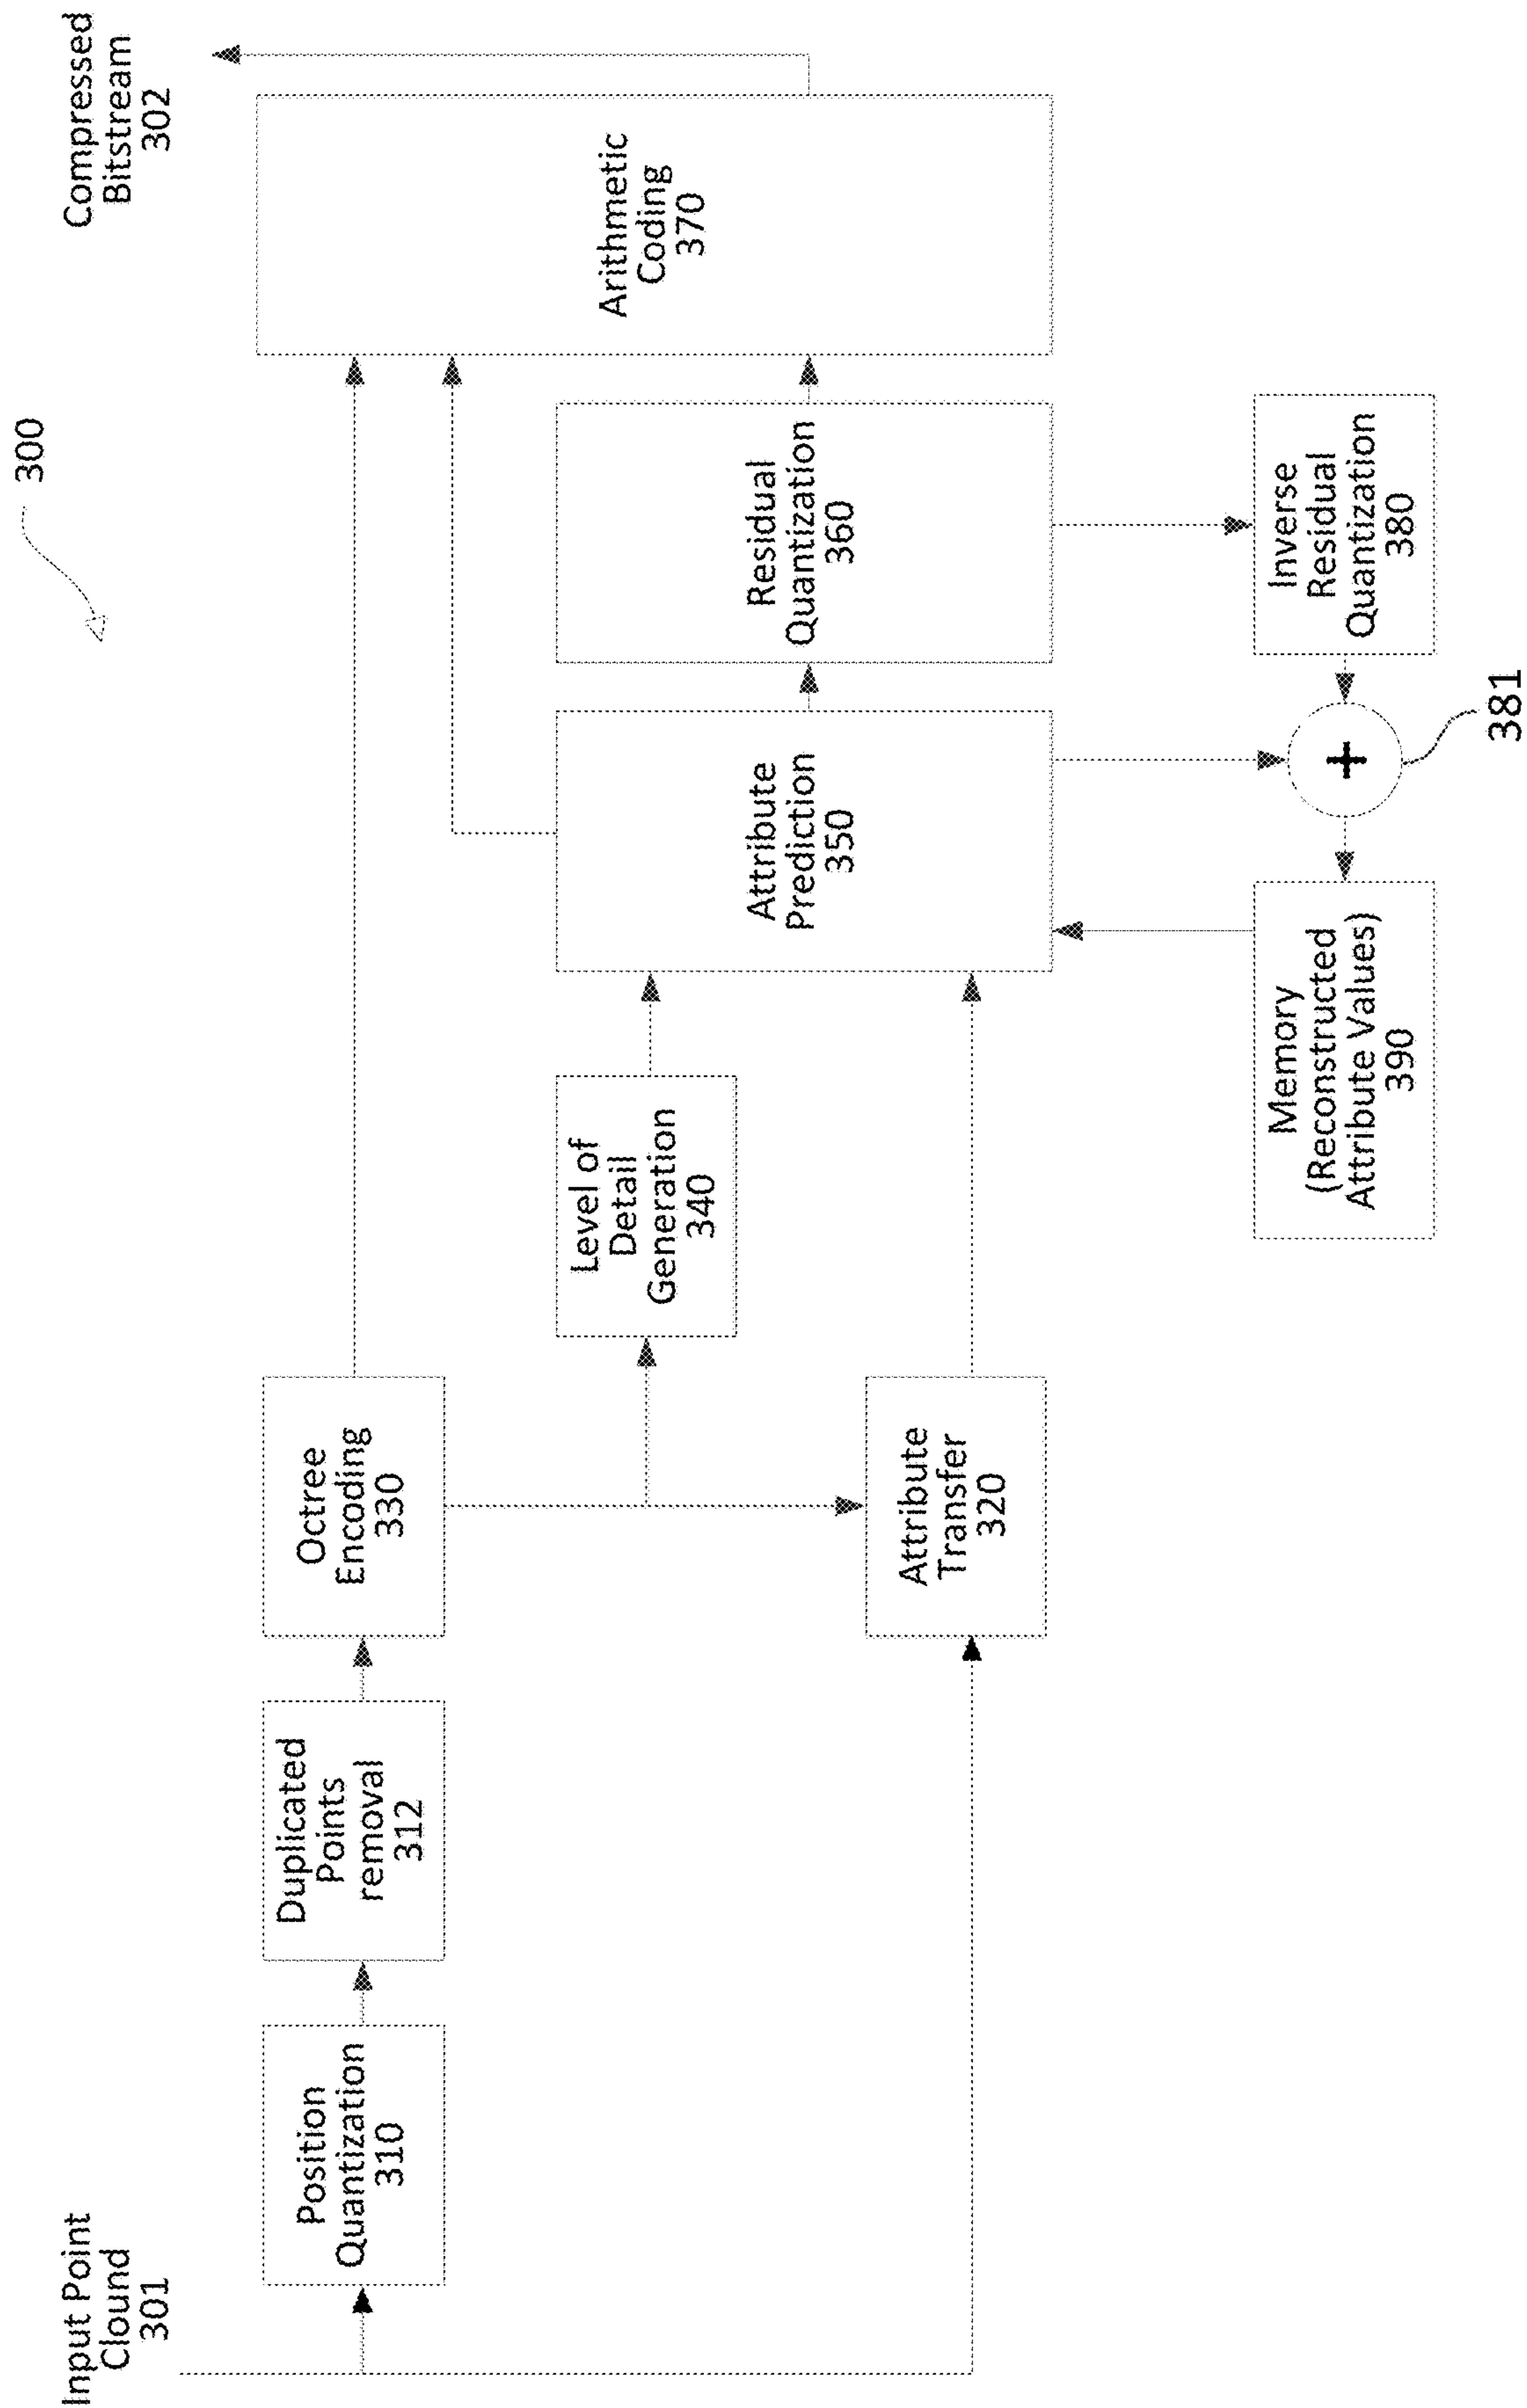 300
Input Point
Clound
301
Compressed
Bitstream
302
Position
Quantization
310
Duplicated
Points
removal
312
Octree
Encoding
330
Level of
Detail
Generation
340
Attribute
Transfer
320
Attribute
Prediction
350
Residual
Quantization
360
Arithmetic
Coding
370
Memory
(Reconstructed
Attribute Values)
390
+
381
Inverse
Residual
Quantization
380